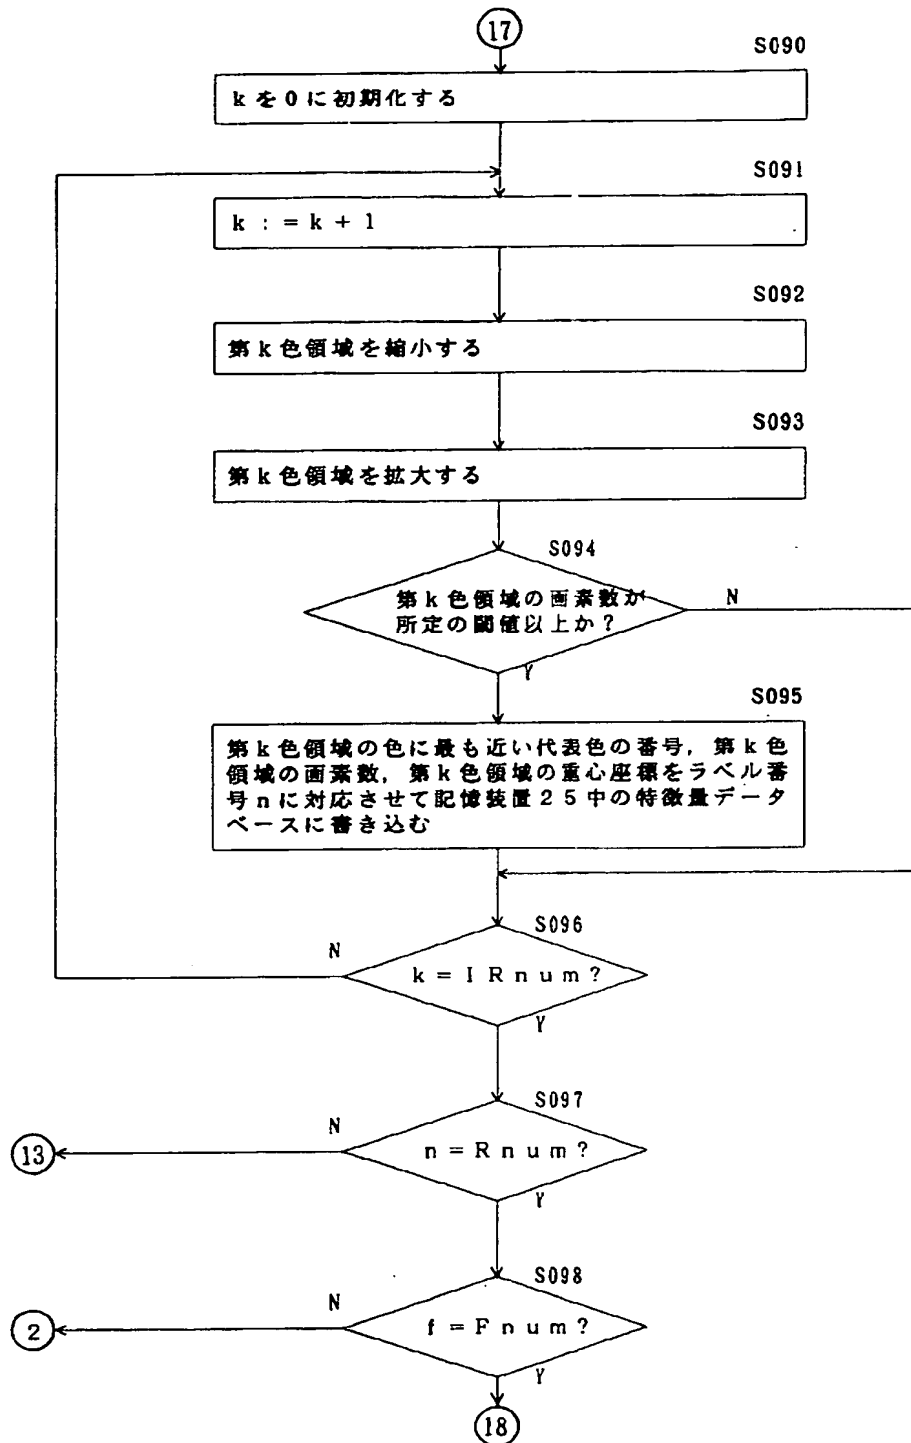 17
S090
kを0に初期化する
S091
k:=k+1
S092
第k色領域を縮小する
S093
第k色領域を拡大する
S094
第k色領域の画素数が
所定の閾値以上か?
N
Y
S095
第k色領域の色に最も近い代表色の番号,第k色
領域の画素数,第k色領域の重心座標をラベル番
号nに対応させて記憶装置25中の特徴量データ
ベースに書き込む
S096
N
k=IRnum?
Y
S097
N
13
n=Rnum?
Y
S098
N
2
f=Fnum?
Y
18